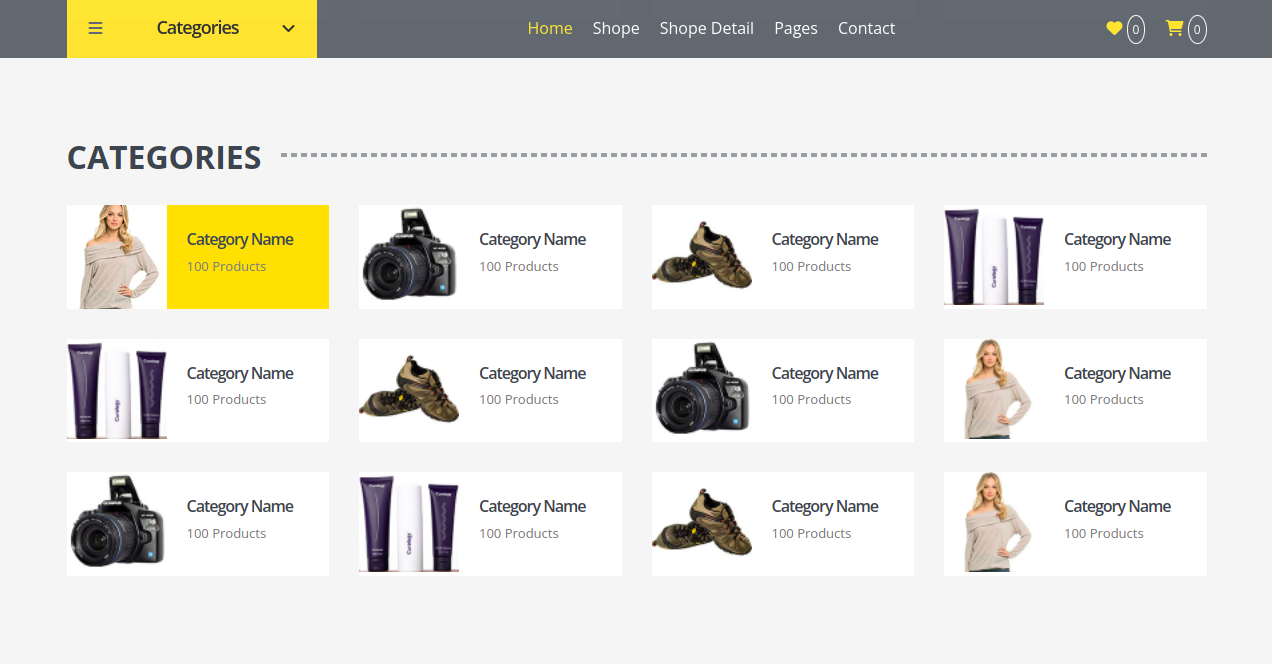 Categories
Home Shope Shope Detail Pages Contact
0 0
CATEGORIES
Category Name Category Name Category Name Category Name
100 Products 100 Products 100 Products 100 Products
Category Name Category Name Category Name Category Name
100 Products 100 Products 100 Products 100 Products
Category Name Category Name Category Name Category Name
100 Products 100 Products 100 Products 100 Products